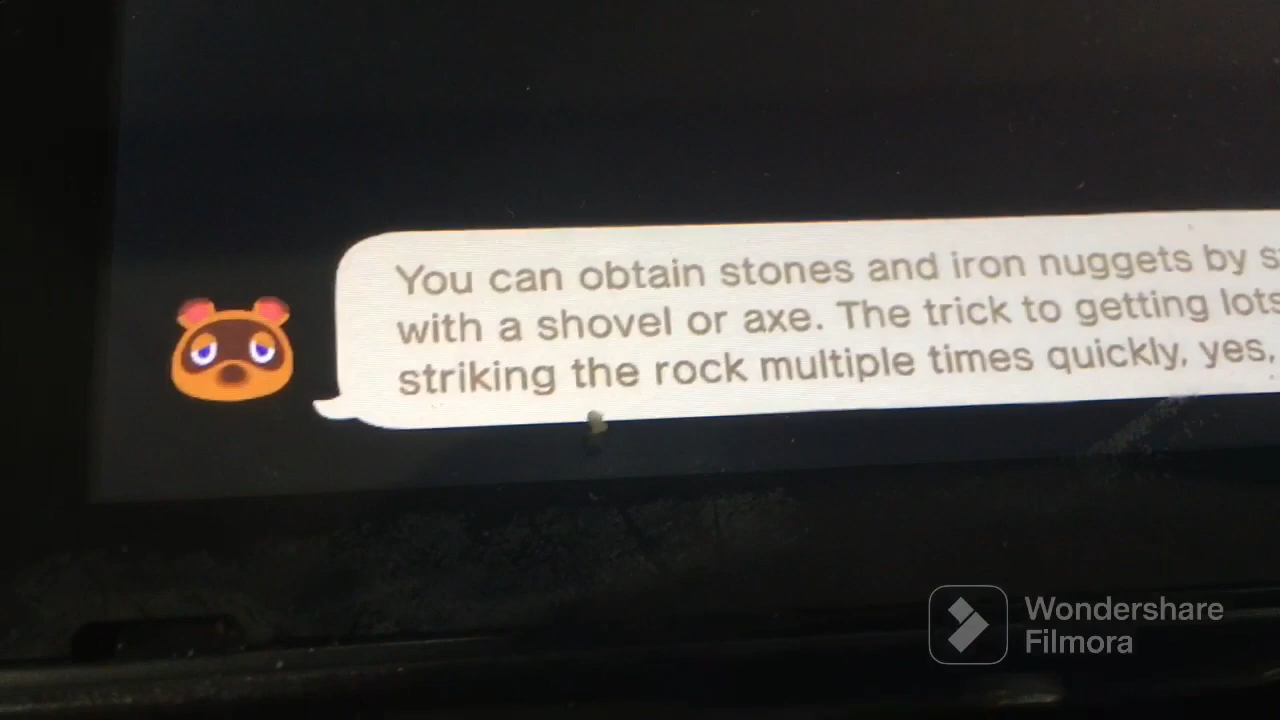 You can obtain stones and iron nuggets by
with a shovel or axe. The trick to getting lots
striking the rock multiple times quickly, yes,
Wondershare
Filmora